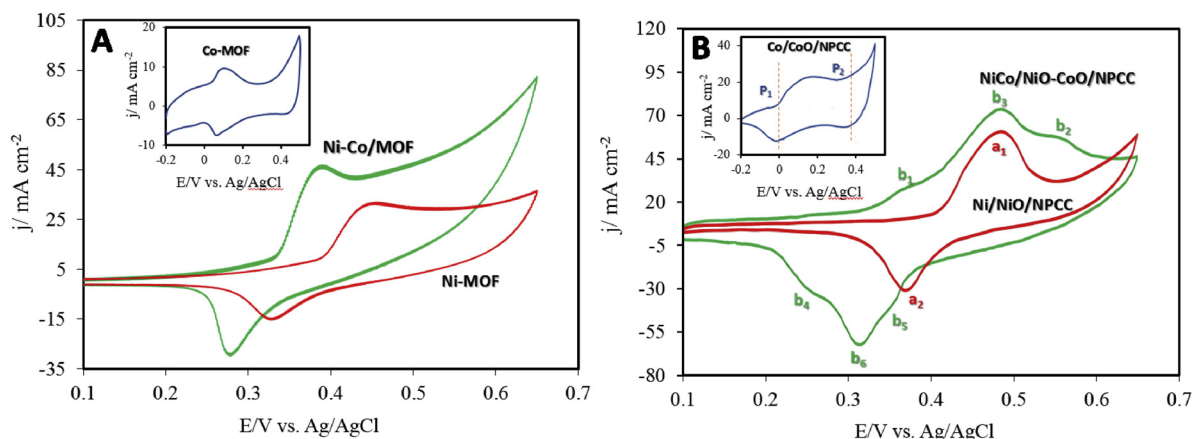 A
105
85
65
45
25
5
-15
-35
j/ mA cm-2
0.1
0.2
0.3
0.4
0.5
0.6
0.7
E/V vs. Ag/AgCl
Ni-Co/MOF
Ni-MOF
Co-MOF
20
10
0
-10
j/ mA cm-2
-0.2
0
0.2
0.4
E/V vs. Ag/AgCl
B
120
95
70
45
20
-5
-30
-55
-80
j/ mA cm-2
0.1
0.2
0.3
0.4
0.5
0.6
0.7
E/V vs. Ag/AgCl
NiCo/NiO-CoO/NPCC
Ni/NiO/NPCC
b1
b3
b2
a1
a2
b4
b5
b6
Co/CoO/NPCC
P1
P2
40
20
0
-20
j/ mA cm-2
-0.2
0
0.2
0.4
E/V vs. Ag/AgCl